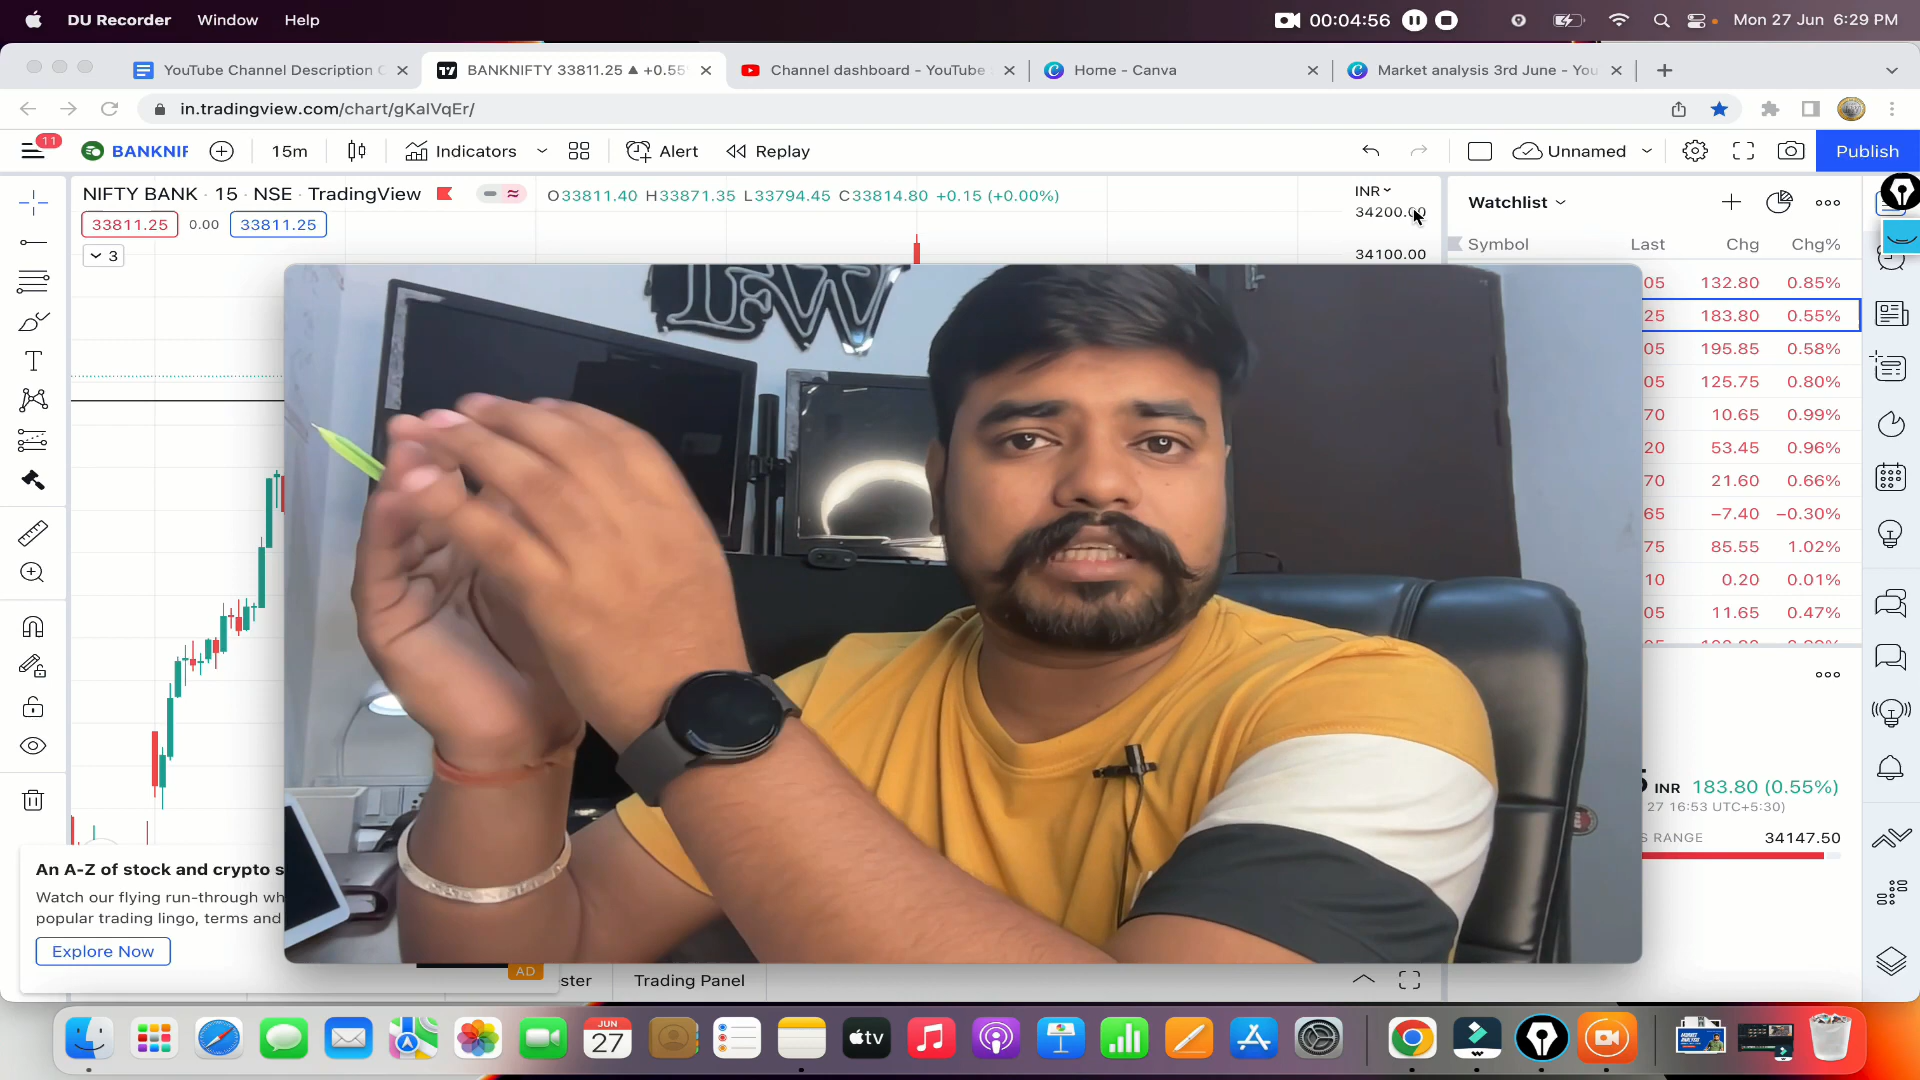 DU Recorder Window Help 00:04:56 Mon 27 Jun 6:29 PM
YouTube Channel Description BANKNIFTY 33811.25 ▲ +0.55 Channel dashboard - YouTube Home - Canva Market analysis 3rd June - You
in.tradingview.com/chart/gKalVqEr/
11 BANKNIF 15m Indicators Alert Replay Unnamed Publish
NIFTY BANK · 15 · NSE · TradingView O33811.40 H33871.35 L33794.45 C33814.80 +0.15 (+0.00%) INR
33811.25 0.00 33811.25 34200.00
3 34100.00
Watchlist
Symbol Last Chg Chg%
05 132.80 0.85%
25 183.80 0.55%
05 195.85 0.58%
05 125.75 0.80%
70 10.65 0.99%
20 53.45 0.96%
70 21.60 0.66%
65 −7.40 −0.30%
75 85.55 1.02%
10 0.20 0.01%
05 11.65 0.47%
FW
INR 183.80 (0.55%)
27 16:53 UTC+5:30)
S RANGE 34147.50
An A-Z of stock and crypto s
Watch our flying run-through wh
popular trading lingo, terms and
Explore Now
AD
ster Trading Panel
JUN
27
tv